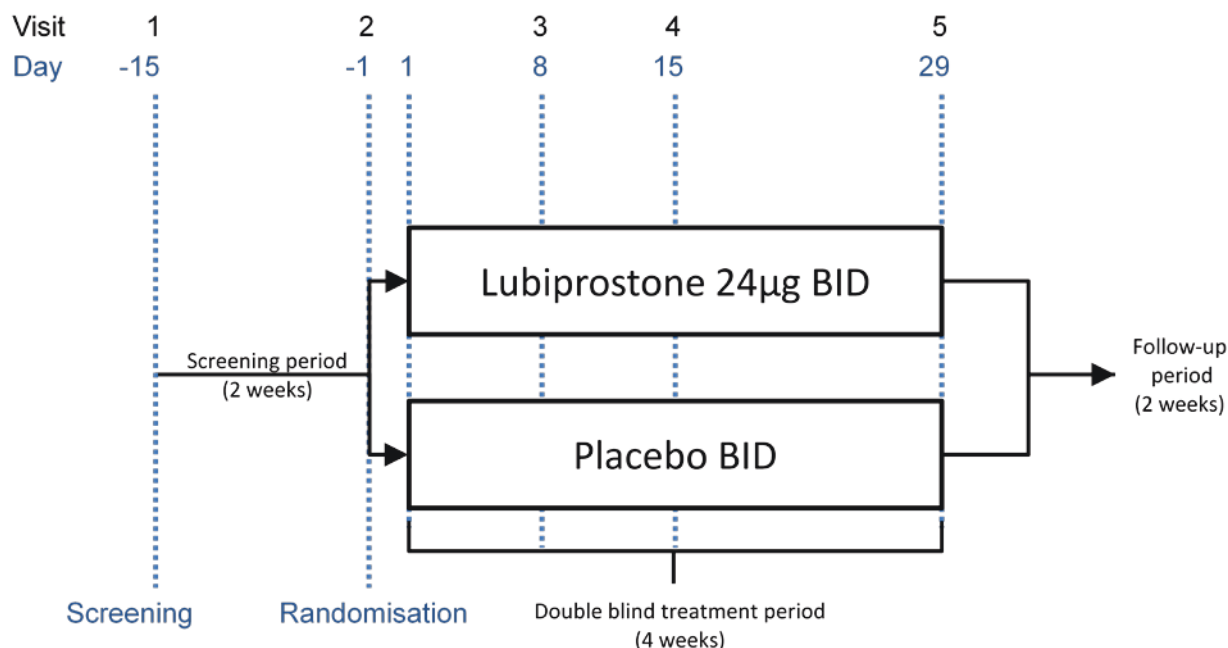 Visit 1 2 3 4 5
Day -15 -1 1 8 15 29
Lubiprostone 24µg BID
Screening period
(2 weeks)
Follow-up
period
(2 weeks)
Placebo BID
Screening Randomisation
Double blind treatment period
(4 weeks)